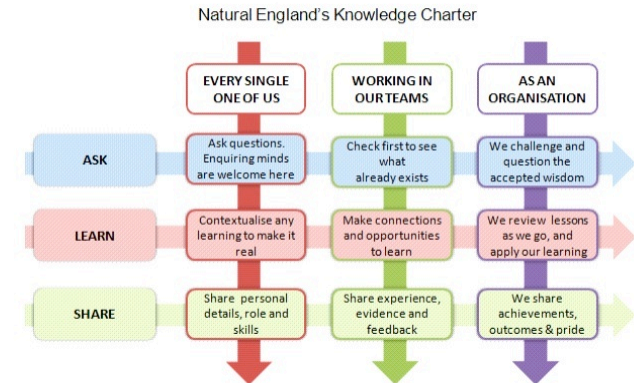 Natural England's Knowledge Charter
EVERY SINGLE
ONE OF US
WORKING IN
OUR TEAMS
AS AN
ORGANISATION
ASK
Ask questions.
Enquiring minds
are welcome here
Check first to see
what
already exists
We challenge and
question the
accepted wisdom
LEARN
Contextualise any
learning to make it
real
Make connections
and opportunities
to learn
We review lessons
as we go, and
apply our learning
SHARE
Share personal
details, role and
skills
Share experience,
evidence and
feedback
We share
achievements,
outcomes & pride